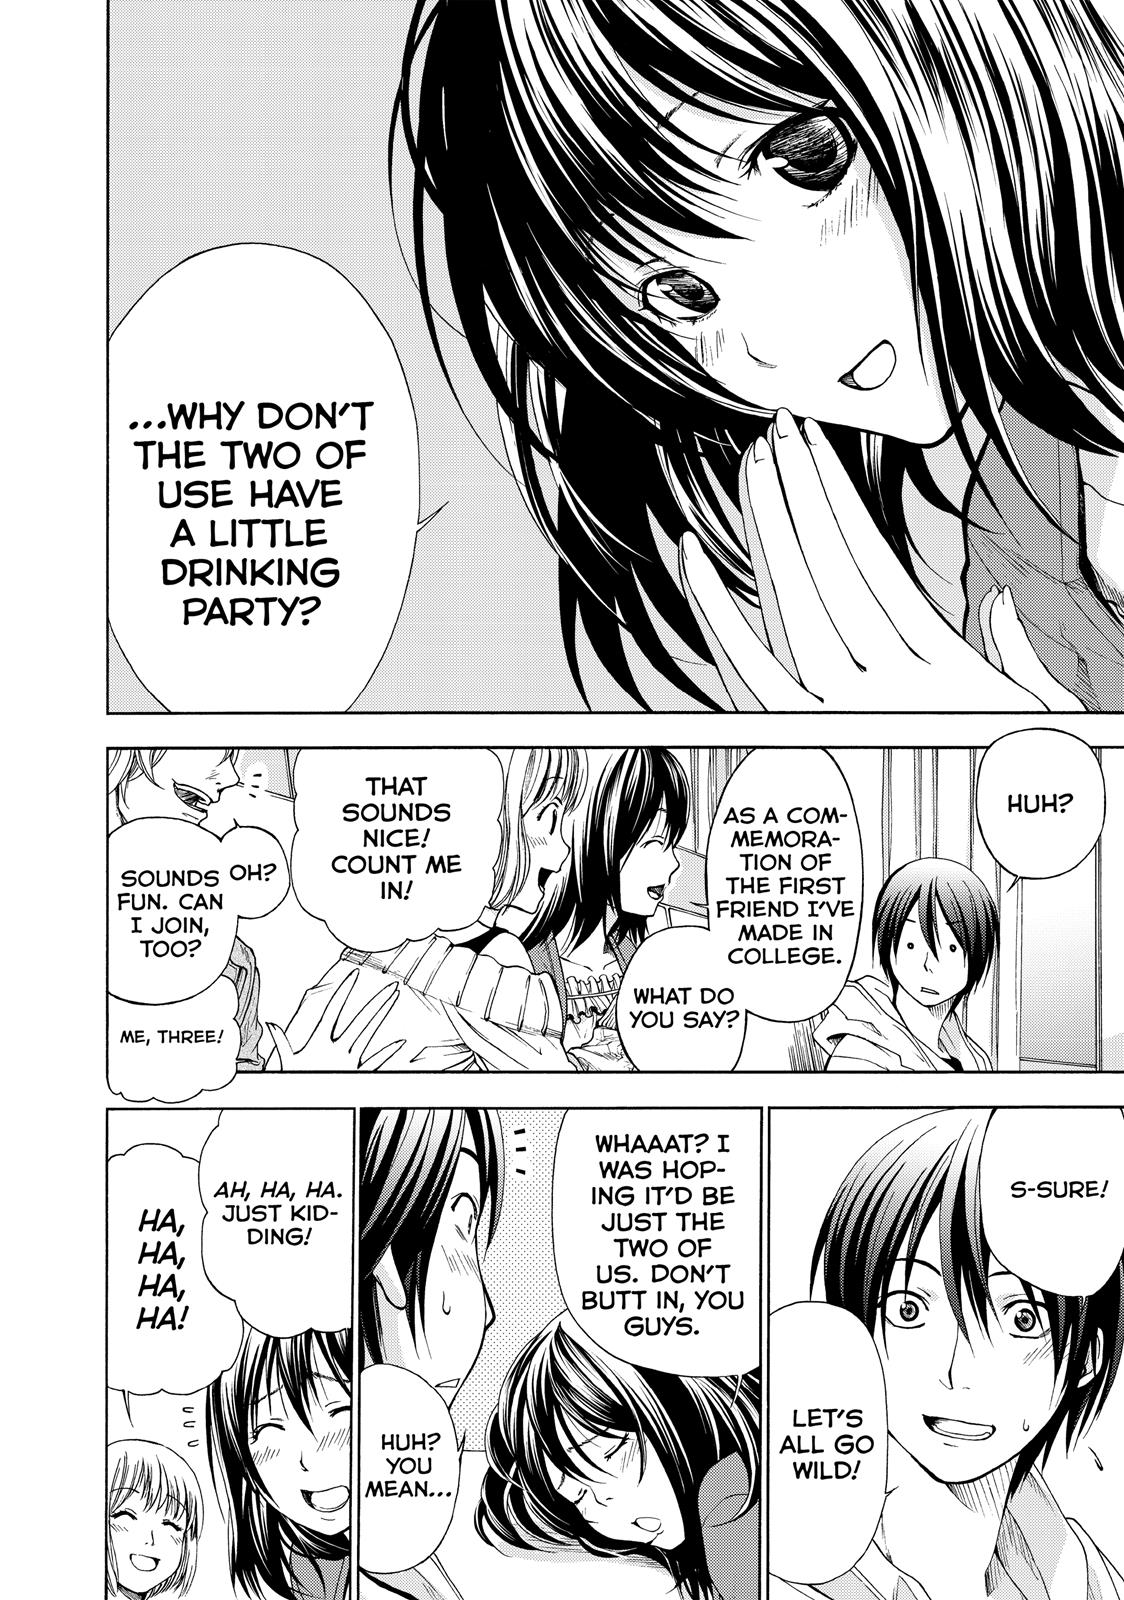 ...WHY DON'T
THE TWO OF
USE HAVE
A LITTLE
DRINKING
PARTY?
HUH?
AS A COM-
MEMORA-
TION OF
THE FIRST
FRIEND I'VE
MADE IN
COLLEGE.
WHAT DO
YOU SAY?
THAT
SOUNDS
NICE!
COUNT ME
IN!
OH?
SOUNDS
FUN. CAN
I JOIN,
TOO?
ME, THREE!
S-SURE!
LET'S
ALL GO
WILD!
WHAAAT? I
WAS HOP-
ING IT'D BE
JUST THE
TWO OF
US. DON'T
BUTT IN, YOU
GUYS.
HUH?
YOU
MEAN...
AH, HA, HA.
JUST KID-
DING!
HA,
HA,
HA,
HA!